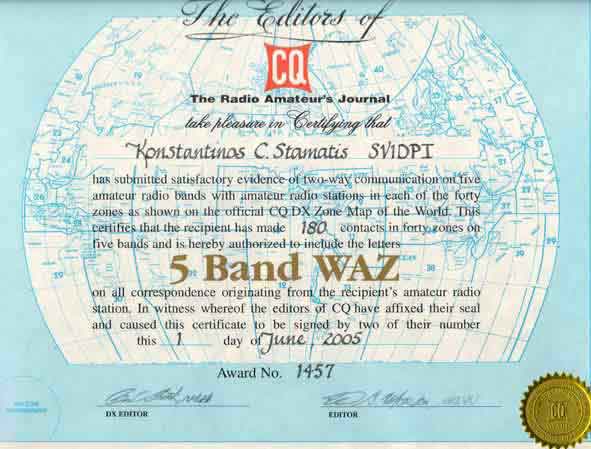 The Editors of
CQ
The Radio Amateur's Journal
take pleasure in Certifying that
Konstantinos C. Stamatis SV1DPI
has submitted satisfactory evidence of two-way communication on five
amateur radio bands with amateur radio stations in each of the forty
zones as shown on the official CQ DX Zone Map of the World. This
certifies that the recipient has made 180 contacts in forty zones on
five bands and is hereby authorized to include the letters
5 Band WAZ
on all correspondence originating from the recipient's amateur radio
station. In witness whereof the editors of CQ have affixed their seal
and caused this certificate to be signed by two of their number
this 1 day of June, 2005
Award No. 1457
DX EDITOR EDITOR
CQ